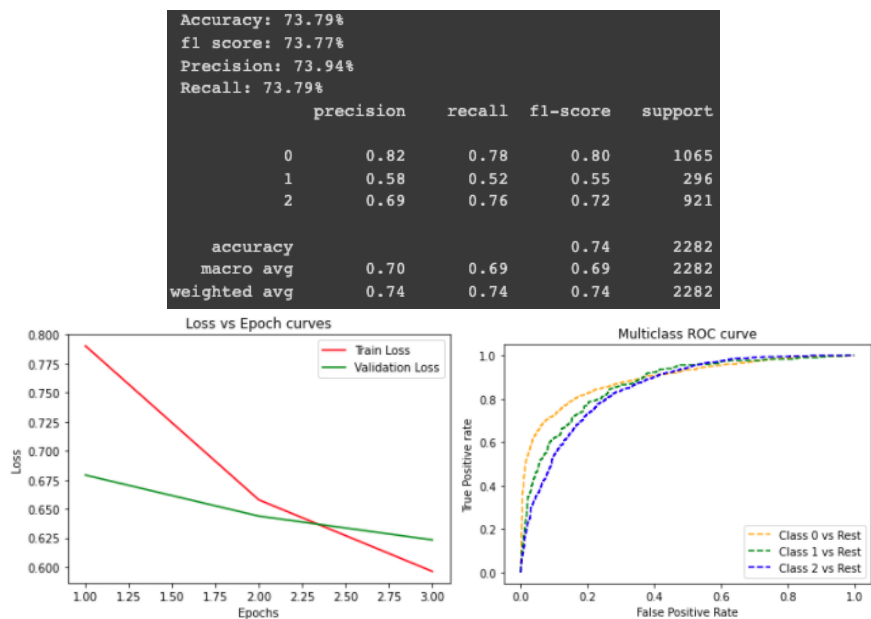 Accuracy: 73.79%
f1 score: 73.77%
Precision: 73.94%
Recall: 73.79%
precision recall f1-score support
0 0.82 0.78 0.80 1065
1 0.58 0.52 0.55 296
2 0.69 0.76 0.72 921
accuracy 0.74 2282
macro avg 0.70 0.69 0.69 2282
weighted avg 0.74 0.74 0.74 2282
Loss vs Epoch curves
0.800
0.775
0.750
0.725
0.700
0.675
0.650
0.625
0.600
Loss
Train Loss
Validation Loss
1.00 1.25 1.50 1.75 2.00 2.25 2.50 2.75 3.00
Epochs
Multiclass ROC curve
1.0
0.8
0.6
0.4
0.2
0.0
True Positive rate
Class 0 vs Rest
Class 1 vs Rest
Class 2 vs Rest
0.0 0.2 0.4 0.6 0.8 1.0
False Positive Rate